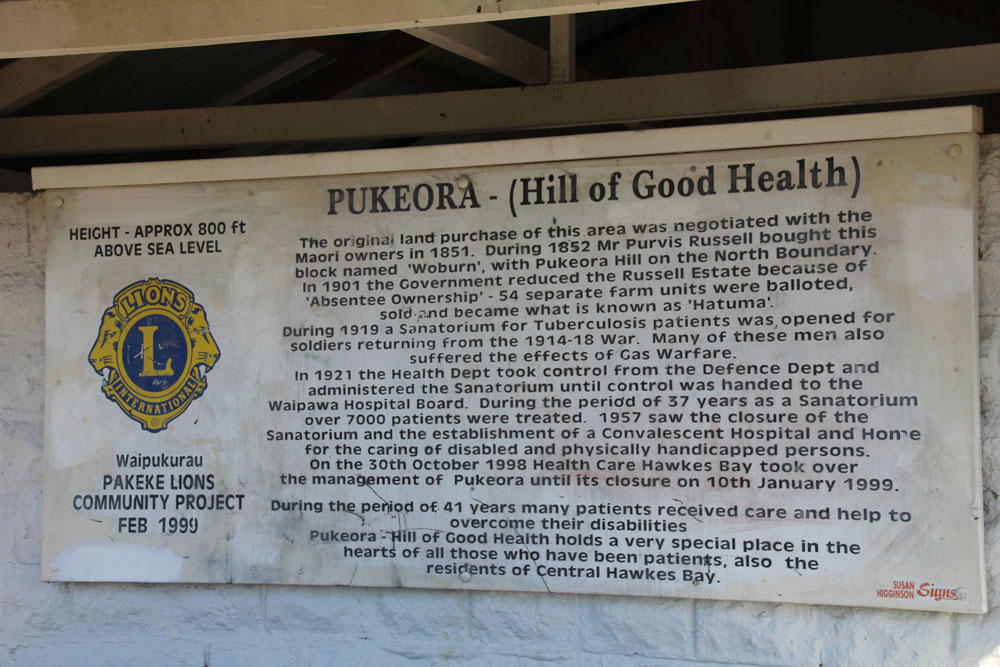 PUKEORA - (Hill of Good Health)
HEIGHT - APPROX 800 ft
ABOVE SEA LEVEL
LIONS
L
INTERNATIONAL
Waipukurau
PAKEKE LIONS
COMMUNITY PROJECT
FEB 1999
The original land purchase of this area was negotiated with the
Maori owners in 1851. During 1852 Mr Purvis Russell bought this
block named 'Woburn', with Pukeora Hill on the North Boundary.
In 1901 the Government reduced the Russell Estate because of
'Absentee Ownership' - 54 separate farm units were balloted,
sold and became what is known as 'Hatuma'.
During 1919 a Sanatorium for Tuberculosis patients was opened for
soldiers returning from the 1914-18 War. Many of these men also
suffered the effects of Gas Warfare.
In 1921 the Health Dept took control from the Defence Dept and
administered the Sanatorium until control was handed to the
Waipawa Hospital Board. During the period of 37 years as a Sanatorium
over 7000 patients were treated. 1957 saw the closure of the
Sanatorium and the establishment of a Convalescent Hospital and Home
for the caring of disabled and physically handicapped persons.
On the 30th October 1998 Health Care Hawkes Bay took over
the management of Pukeora until its closure on 10th January 1999.
During the period of 41 years many patients received care and help to
overcome their disabilities
Pukeora - Hill of Good Health holds a very special place in the
hearts of all those who have been patients, also the
residents of Central Hawkes Bay.
SUSAN
HIGGINSON Signs